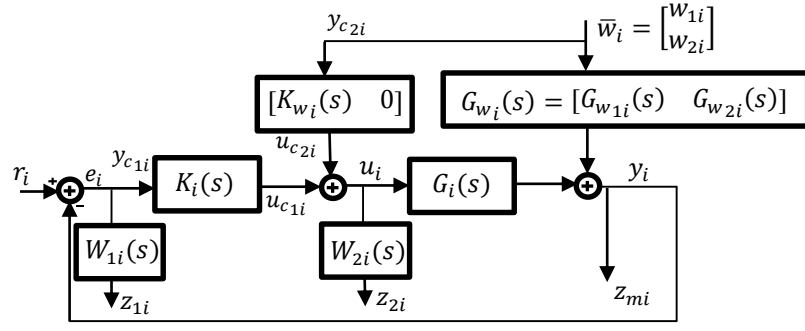 y_{c_{2i}}
w̅_i = [w_{1i} w_{2i}]
[K_{w_i}(s) 0]
G_{w_i}(s) = [G_{w_{1i}}(s) G_{w_{2i}}(s)]
u_{c_{2i}}
r_i + + e_i y_{c_{1i}} K_i(s) + u_i G_i(s) + y_i
− u_{c_{1i}}
W_{1i}(s) W_{2i}(s)
z_{1i} z_{2i} z_{mi}